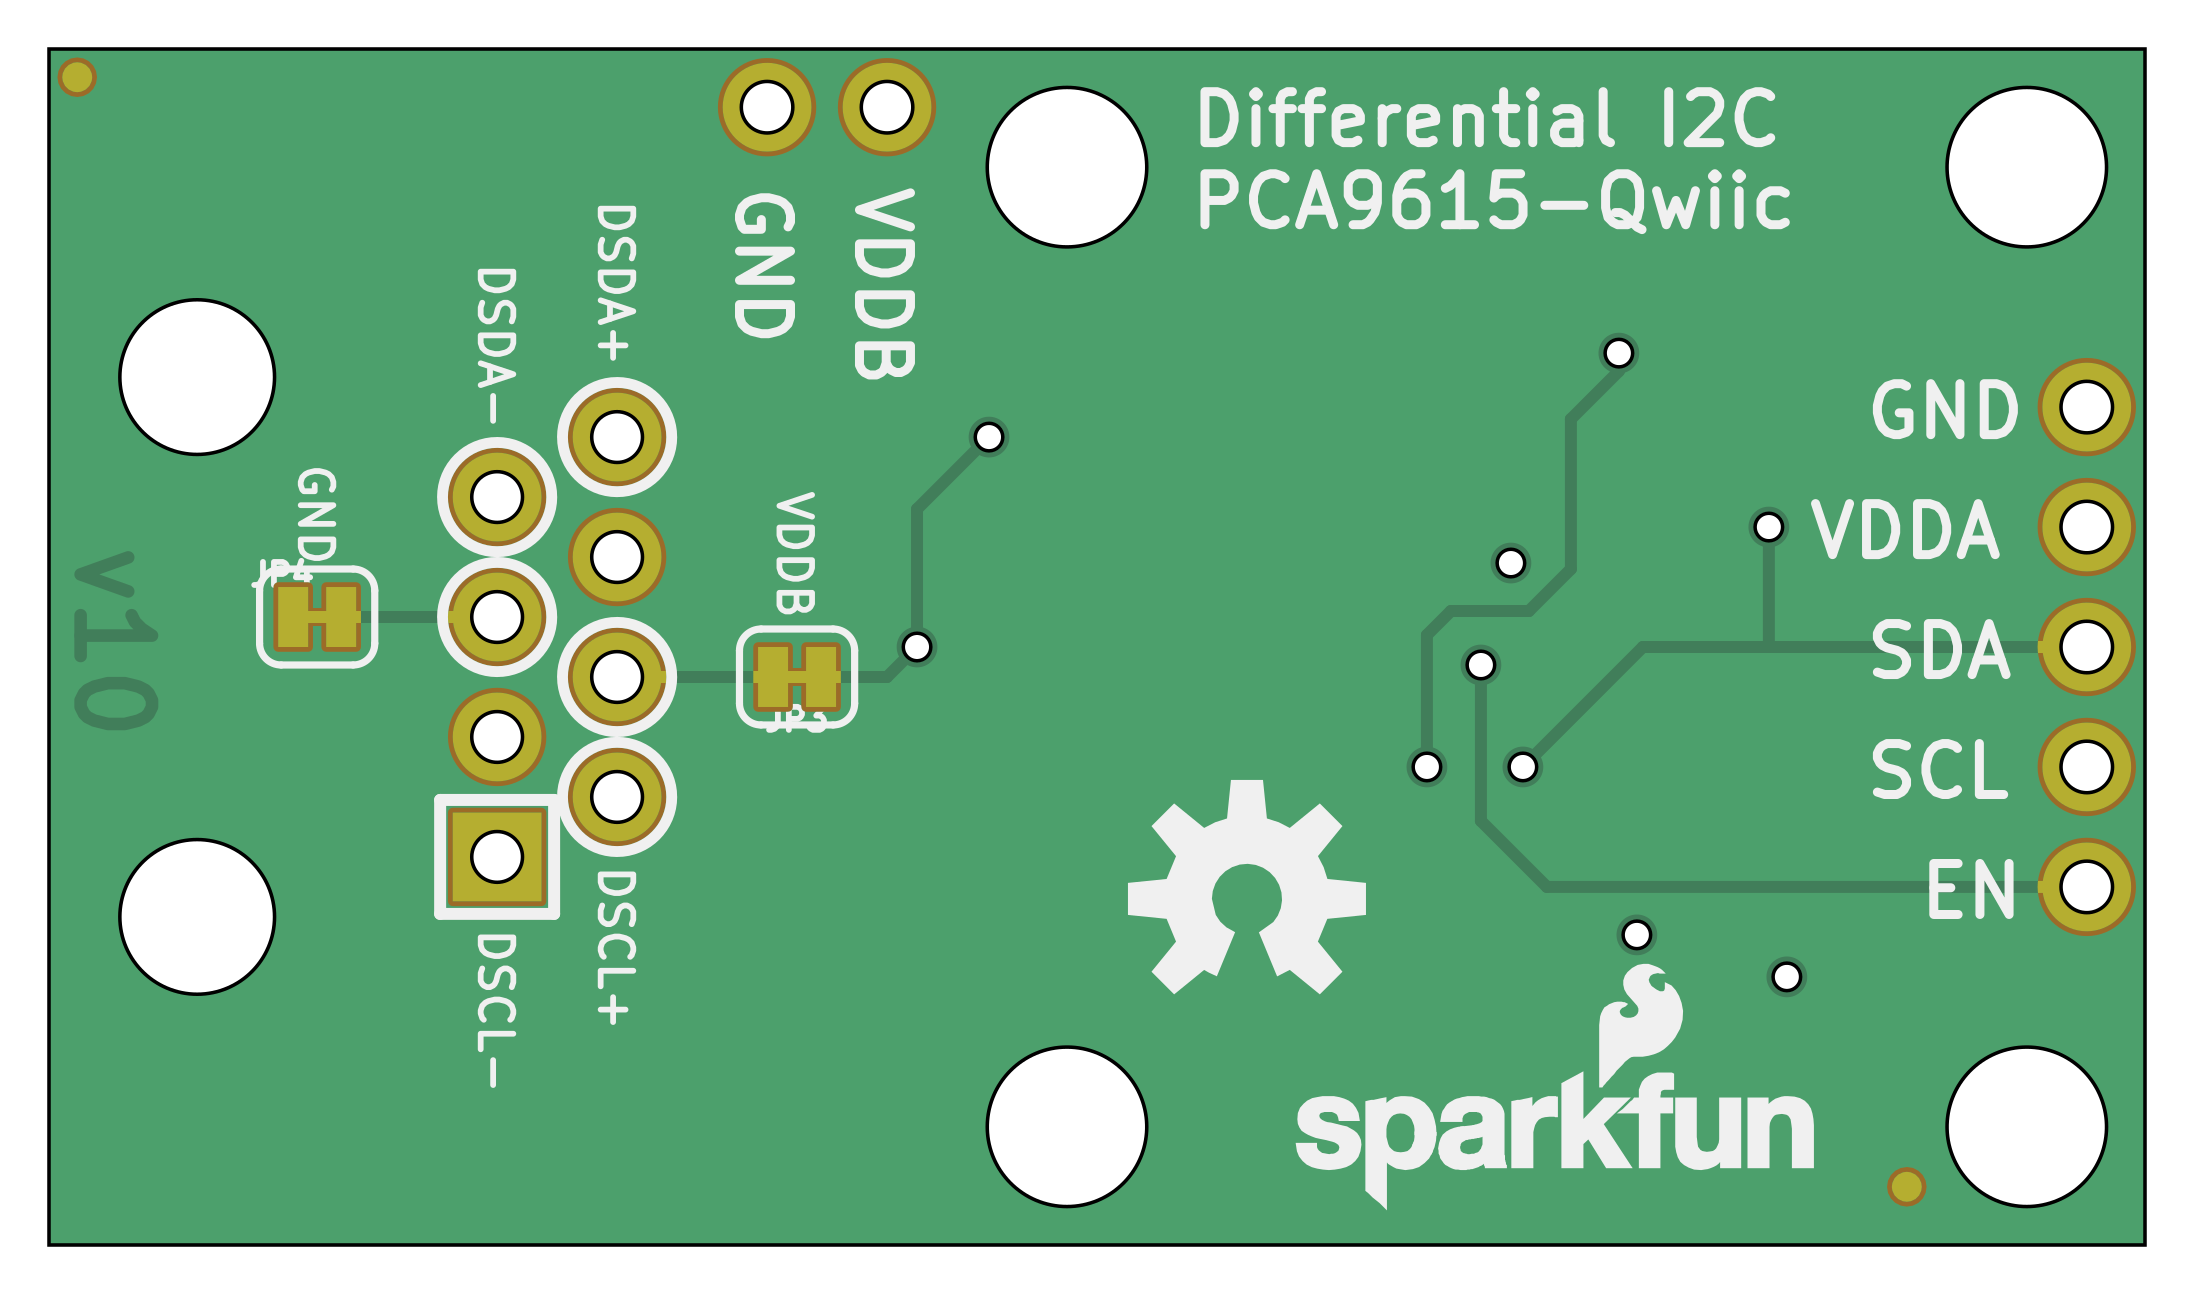 Differential I2C
PCA9615-Qwiic
GND
VDDB
DSDA+
DSDA-
GND
JP4
v10
VDDB
JP3
DSCL+
DSCL-
GND
VDDA
SDA
SCL
EN
sparkfun